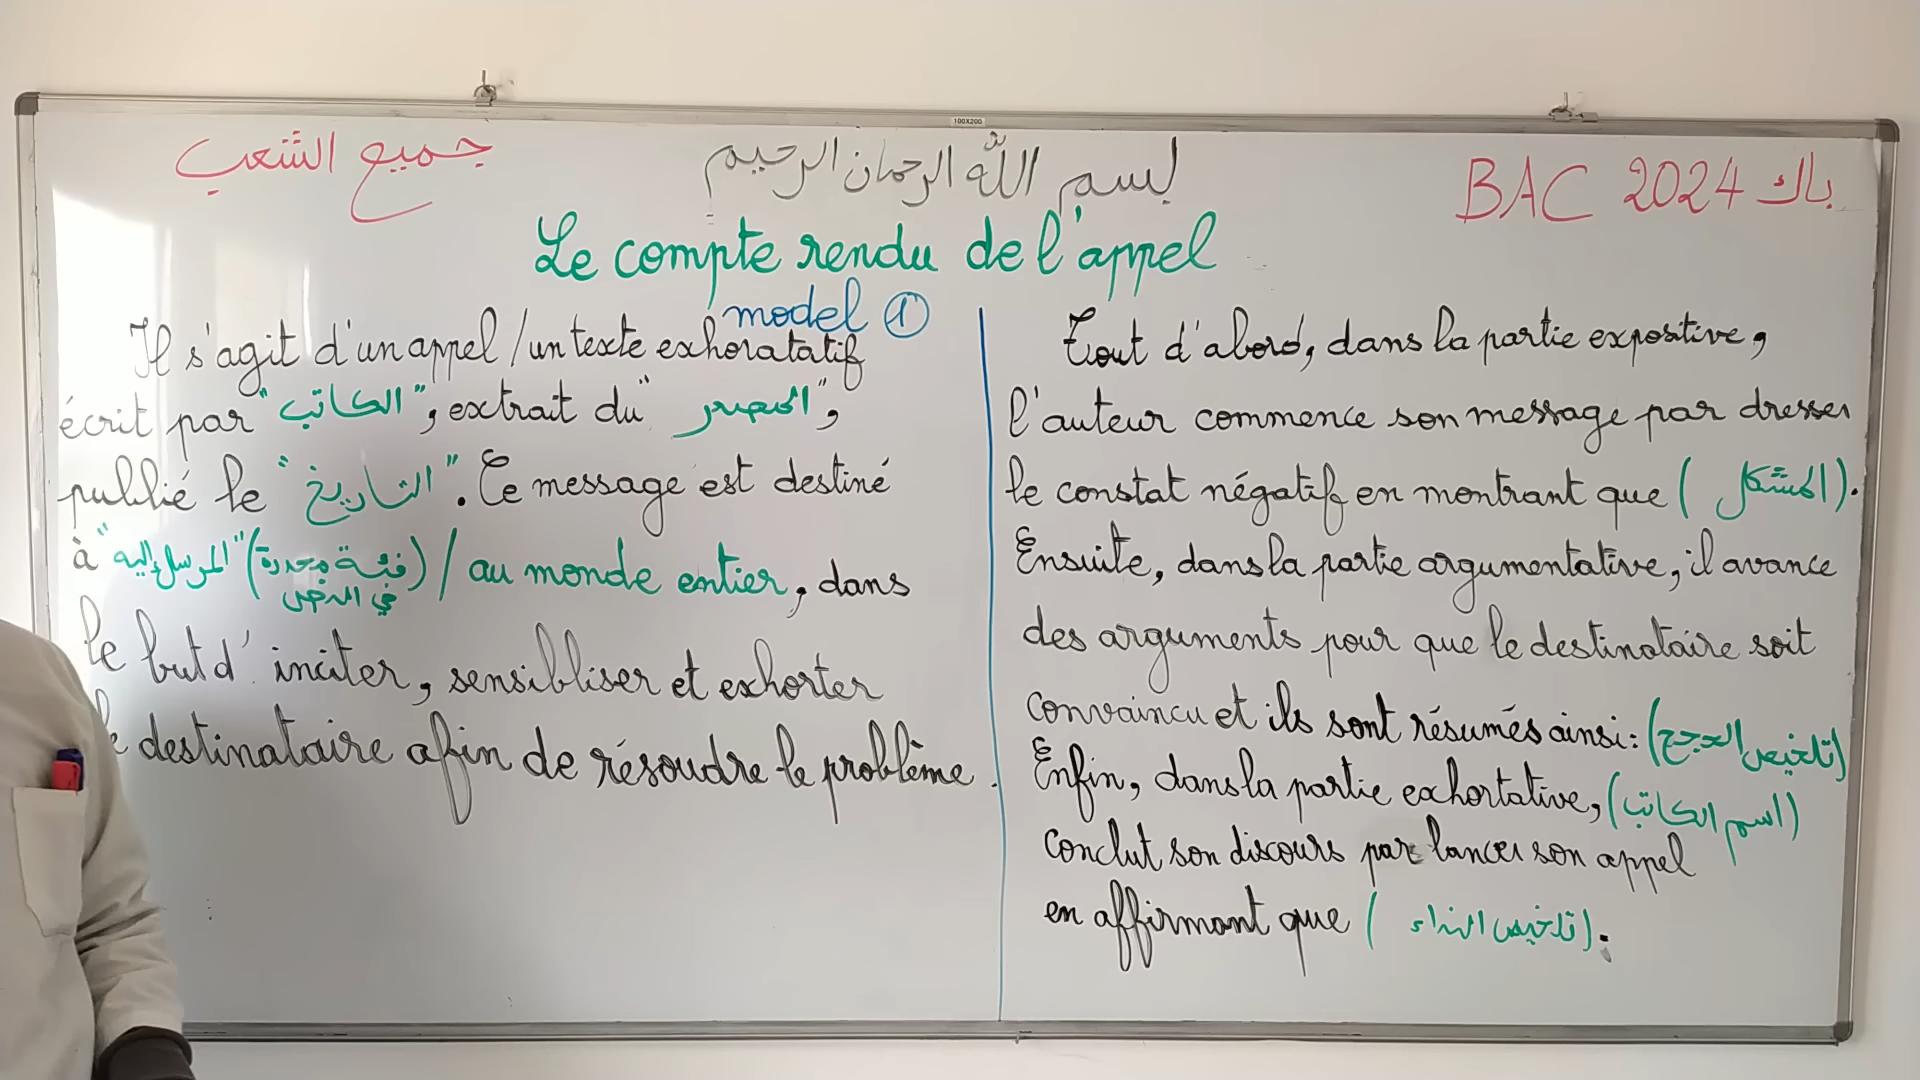 100X200
جميع الشعب
بسم الله الرحمان الرحيم
BAC 2024 باك
Le compte rendu de l'appel
model ①
Il s'agit d'un appel / un texte exhoratatif
écrit par "الكاتب", extrait du "المصدر",
publié le "التاريخ". Ce message est destiné
à "المرسل إليه" (فئة محددة في النص) / au monde entier, dans
le but d' inciter, sensibliser et exhorter
destinataire afin de résoudre le problème.
Tout d'abord, dans la partie expositive,
l'auteur commence son message par dresser
le constat négatif en montrant que (المشكل).
Ensuite, dans la partie argumentative, il avance
des arguments pour que le destinataire soit
convaincu et ils sont résumés ainsi: (تلخيص الحجج)
Enfin, dans la partie exhortative, (اسم الكاتب)
conclut son discours par lancer son appel
en affirmant que (تلخيص النداء).